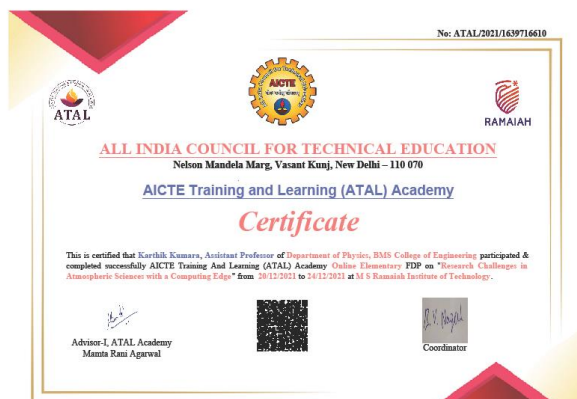 No: ATAL/2021/1639716610
ATAL
AICTE
RAMAIAH
ALL INDIA COUNCIL FOR TECHNICAL EDUCATION
Nelson Mandela Marg, Vasant Kunj, New Delhi – 110 070
AICTE Training and Learning (ATAL) Academy
Certificate
This is certified that Karthik Kumara, Assistant Professor of Department of Physics, BMS College of Engineering participated &
completed successfully AICTE Training And Learning (ATAL) Academy Online Elementary FDP on "Research Challenges in
Atmospheric Sciences with a Computing Edge" from 20/12/2021 to 24/12/2021 at M S Ramaiah Institute of Technology.
Advisor-I, ATAL Academy
Mamta Rani Agarwal
Coordinator